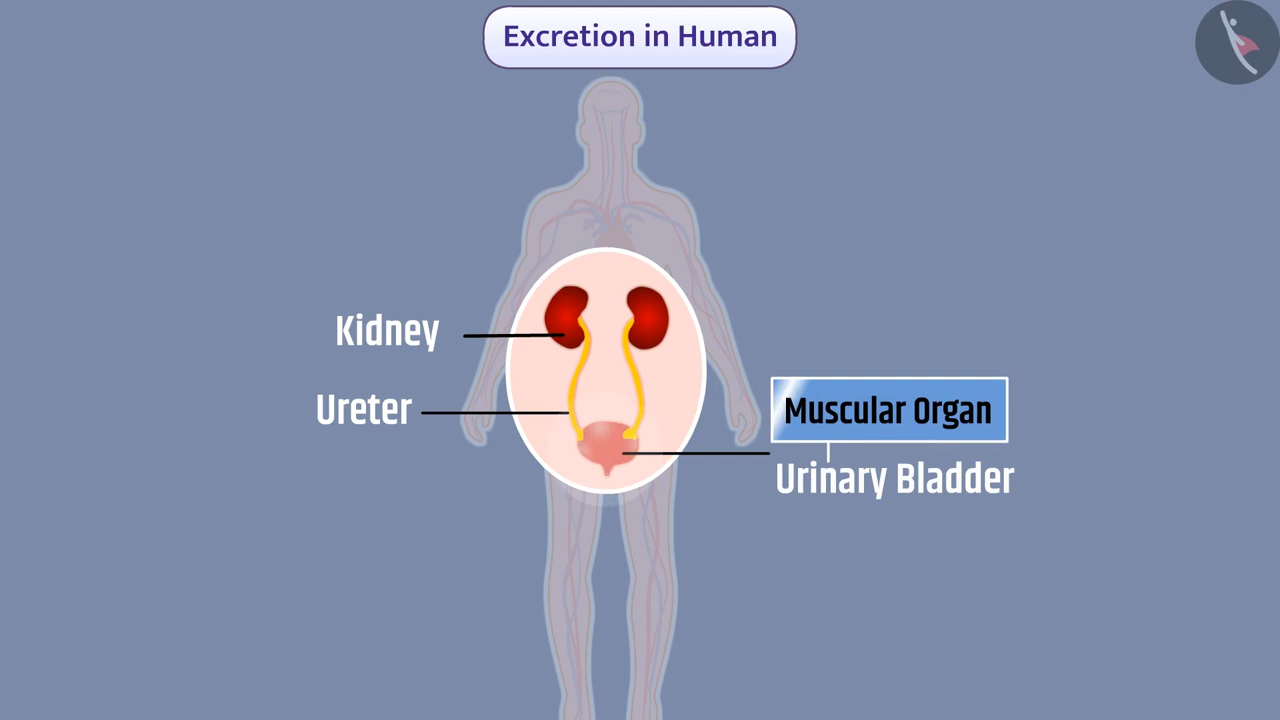 Excretion in Human
Kidney
Ureter
Muscular Organ
Urinary Bladder